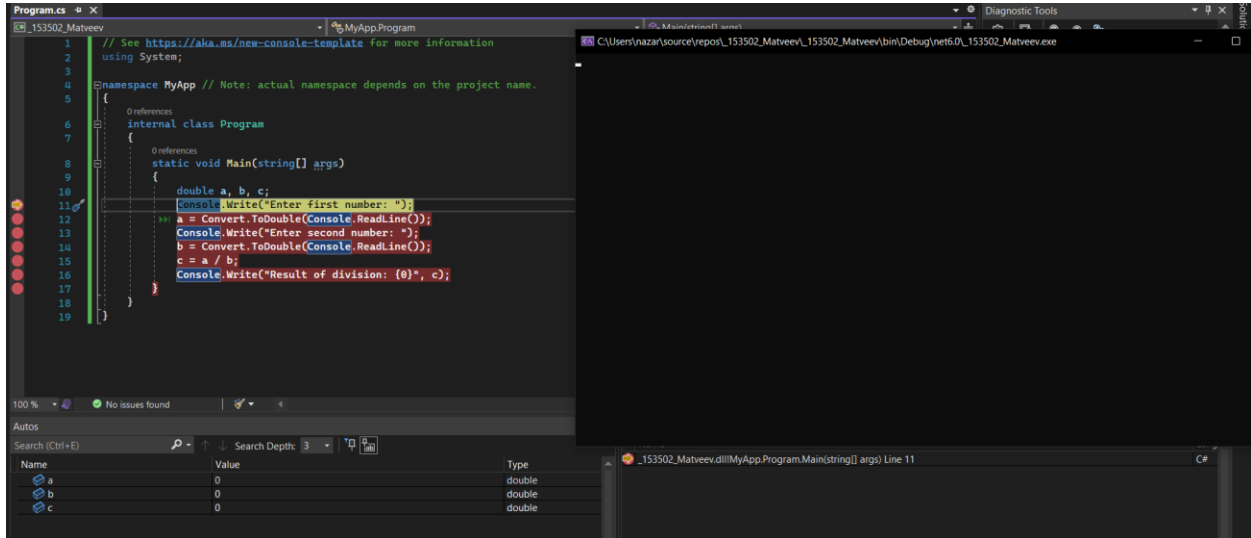 Program.cs
Diagnostic Tools
_153502_Matveev
MyApp.Program
Main(string[] args)
C:\Users\nazar\source\repos\_153502_Matveev\_153502_Matveev\bin\Debug\net6.0\_153502_Matveev.exe
1 // See https://aka.ms/new-console-template for more information
2 using System;
3
4 namespace MyApp // Note: actual namespace depends on the project name.
5 {
0 references
6 internal class Program
7 {
0 references
8 static void Main(string[] args)
9 {
10 double a, b, c;
11 Console.Write("Enter first number: ");
12 a = Convert.ToDouble(Console.ReadLine());
13 Console.Write("Enter second number: ");
14 b = Convert.ToDouble(Console.ReadLine());
15 c = a / b;
16 Console.Write("Result of division: {0}", c);
17 }
18 }
19 }
100 %
No issues found
Autos
Search (Ctrl+E)
Search Depth: 3
Name Value Type
a 0 double
b 0 double
c 0 double
_153502_Matveev.dll!MyApp.Program.Main(string[] args) Line 11
C#